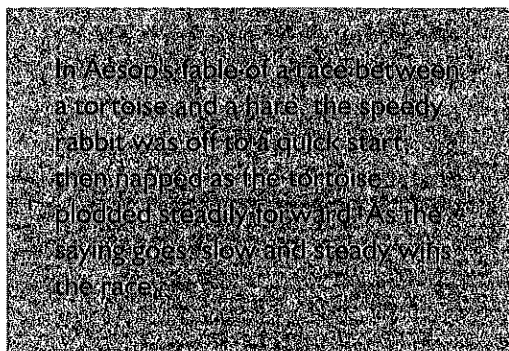 In Aesop's fable of a race between
a tortoise and a hare, the speedy
rabbit was off to a quick start,
then napped as the tortoise
plodded steadily forward. As the
saying goes, slow and steady wins
the race.